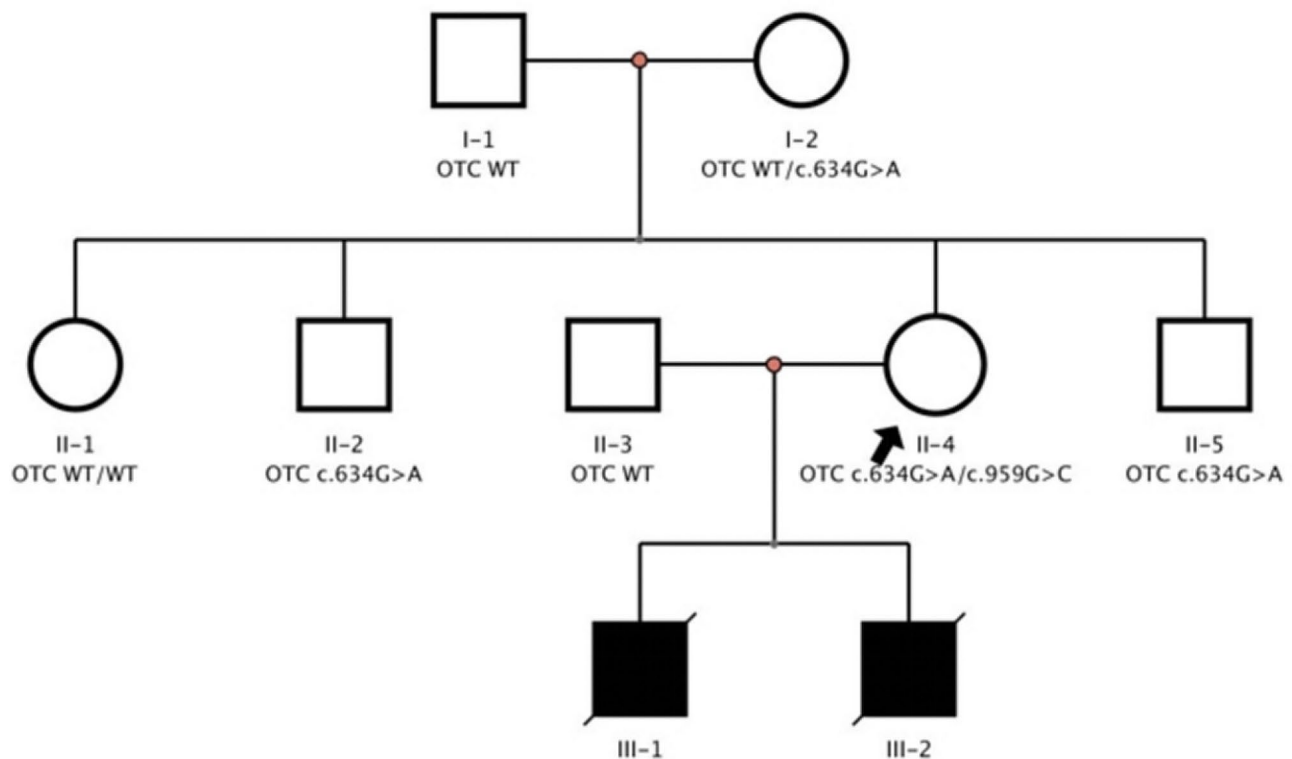 I-1
OTC WT
I-2
OTC WT/c.634G>A
II-1
OTC WT/WT
II-2
OTC c.634G>A
II-3
OTC WT
II-4
OTC c.634G>A/c.959G>C
II-5
OTC c.634G>A
III-1
III-2